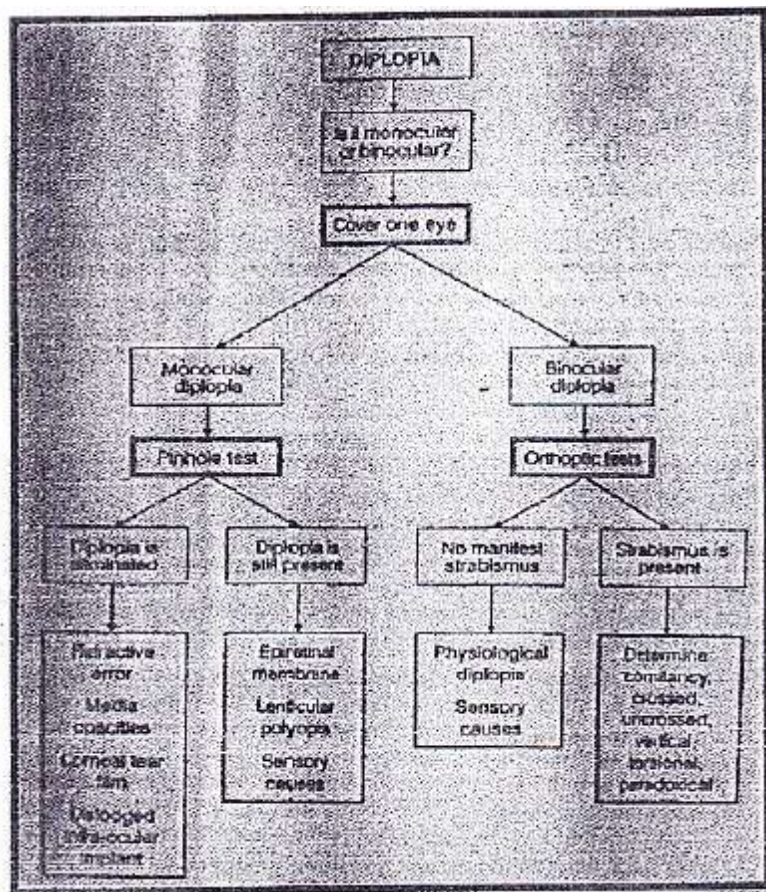 DIPLOPIA
Is it monocular
or binocular?
Cover one eye
Monocular
diplopia
Binocular
diplopia
Pinhole test
Orthoptic tests
Diplopia is
eliminated
Diplopia is
still present
No manifest
strabismus
Strabismus is
present
Refractive
error
Media
opacities
Corneal tear
film
Dislodged
intra-ocular
implant
Epiretinal
membrane
Lenticular
polyopia
Sensory
causes
Physiological
diplopia
Sensory
causes
Determine
comitancy,
crossed,
uncrossed,
vertical,
torsional,
paradoxical